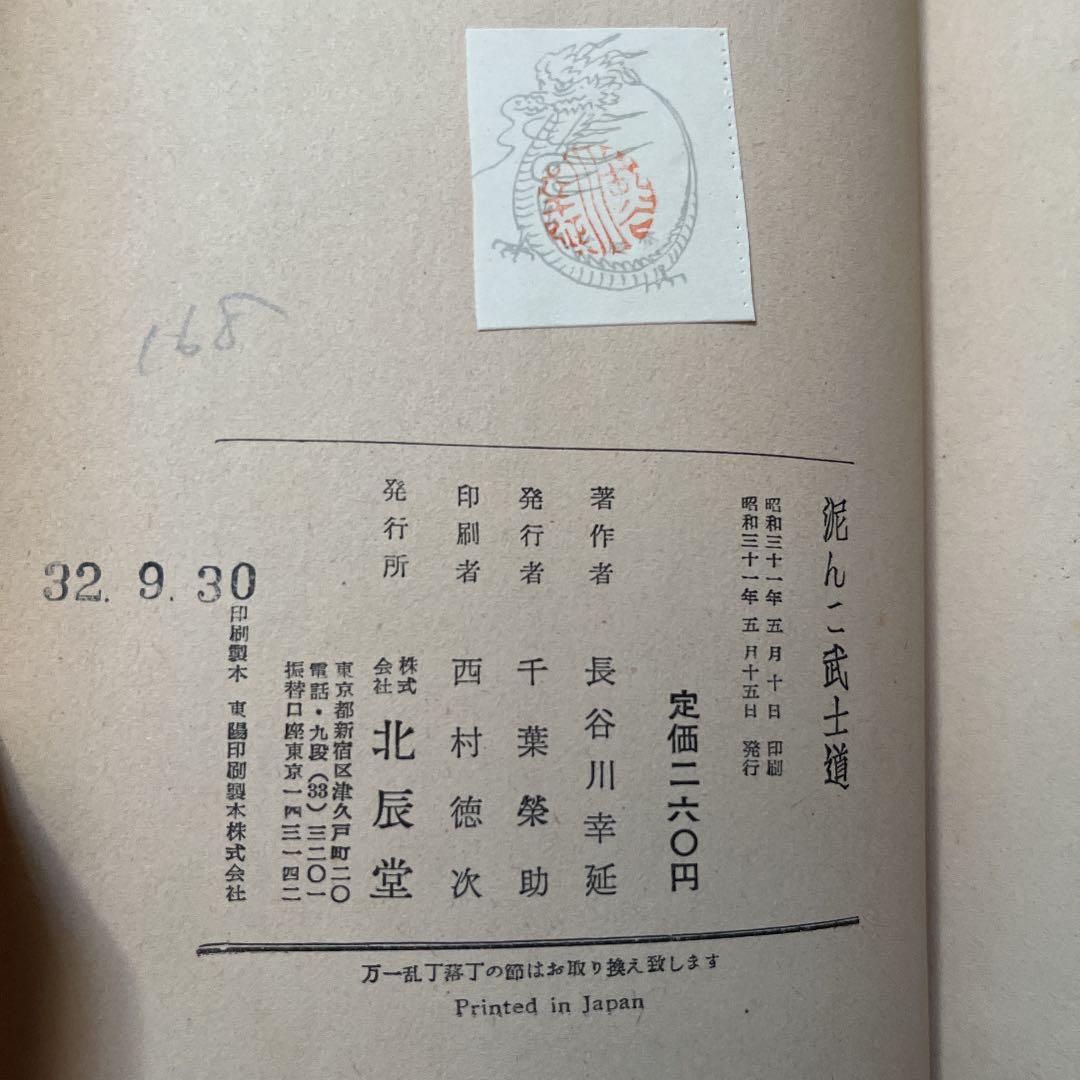 168
泥んこ武士道
昭和三十一年五月十日 印刷
昭和三十一年五月十五日 発行
定価二六〇円
著作者 長谷川幸延
発行者 千葉榮助
印刷者 西村徳次
発行所 株式会社 北辰堂
東京都新宿区津久戸町二〇
電話・九段(33)三二〇一
振替口座東京一四三一四二
印刷製本 東陽印刷製本株式会社
32. 9. 30
万一乱丁落丁の節はお取り換え致します
Printed in Japan